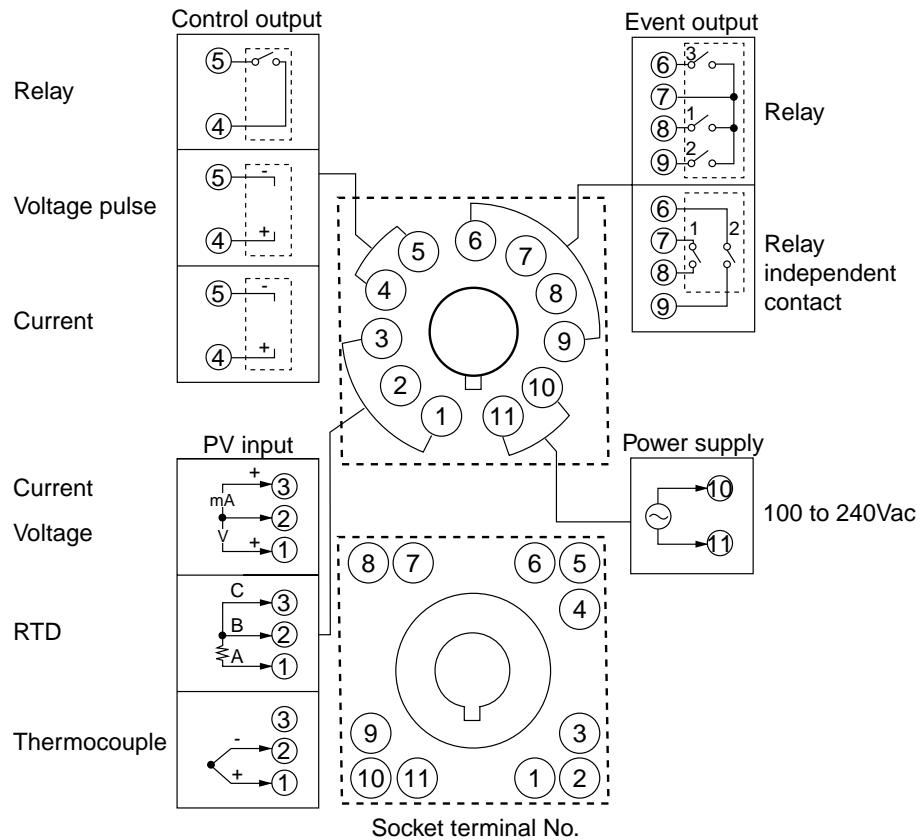 Control output
Relay
5
4
Voltage pulse
5 -
4 +
Current
5 -
4 +
Event output
6 3
7
8 1
9 2
Relay
6
7 1 2
8
9
Relay
independent
contact
6
5
7
4
8
3
9
2
10
1
11
PV input
Current
Voltage
+ 3
mA
2
V
+ 1
RTD
C 3
B 2
A 1
Thermocouple
3
- 2
+ 1
Power supply
10
11
100 to 240Vac
8 7 6 5
4
9 3
10 11 1 2
Socket terminal No.